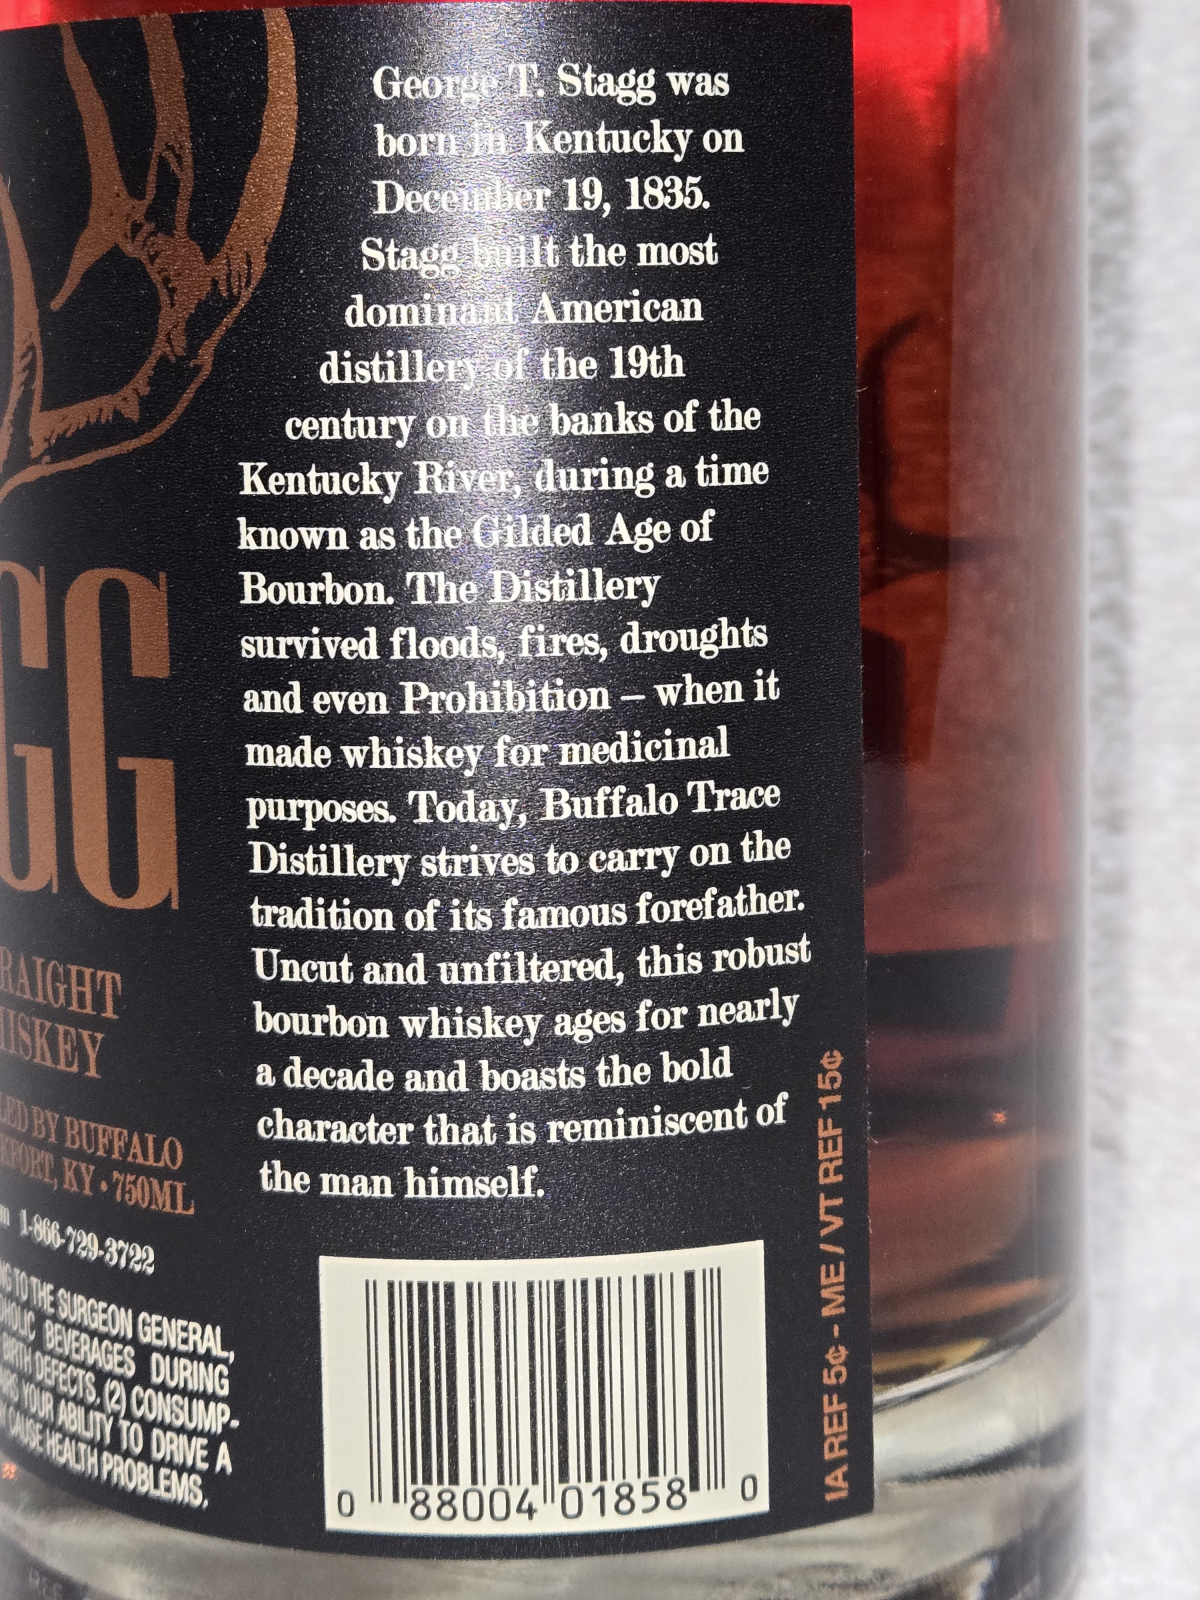 George T. Stagg was
born in Kentucky on
December 19, 1835.
Stagg built the most
dominant American
distillery of the 19th
century on the banks of the
Kentucky River, during a time
known as the Gilded Age of
Bourbon. The Distillery
survived floods, fires, droughts
and even Prohibition – when it
made whiskey for medicinal
purposes. Today, Buffalo Trace
Distillery strives to carry on the
tradition of its famous forefather.
Uncut and unfiltered, this robust
bourbon whiskey ages for nearly
a decade and boasts the bold
character that is reminiscent of
the man himself.
GG
RAIGHT
HISKEY
LED BY BUFFALO
KFORT, KY • 750ML
m 1-866-729-3722
NG TO THE SURGEON GENERAL,
OHOLIC BEVERAGES DURING
BIRTH DEFECTS. (2) CONSUMP-
IRS YOUR ABILITY TO DRIVE A
Y CAUSE HEALTH PROBLEMS.
0 88004 01858 0
IA REF 5¢ - ME / VT REF 15¢